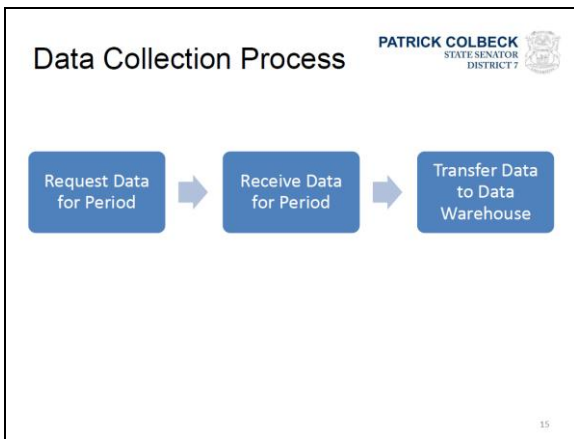 Data Collection Process
PATRICK COLBECK
STATE SENATOR
DISTRICT 7
Request Data
for Period
Receive Data
for Period
Transfer Data
to Data
Warehouse
15